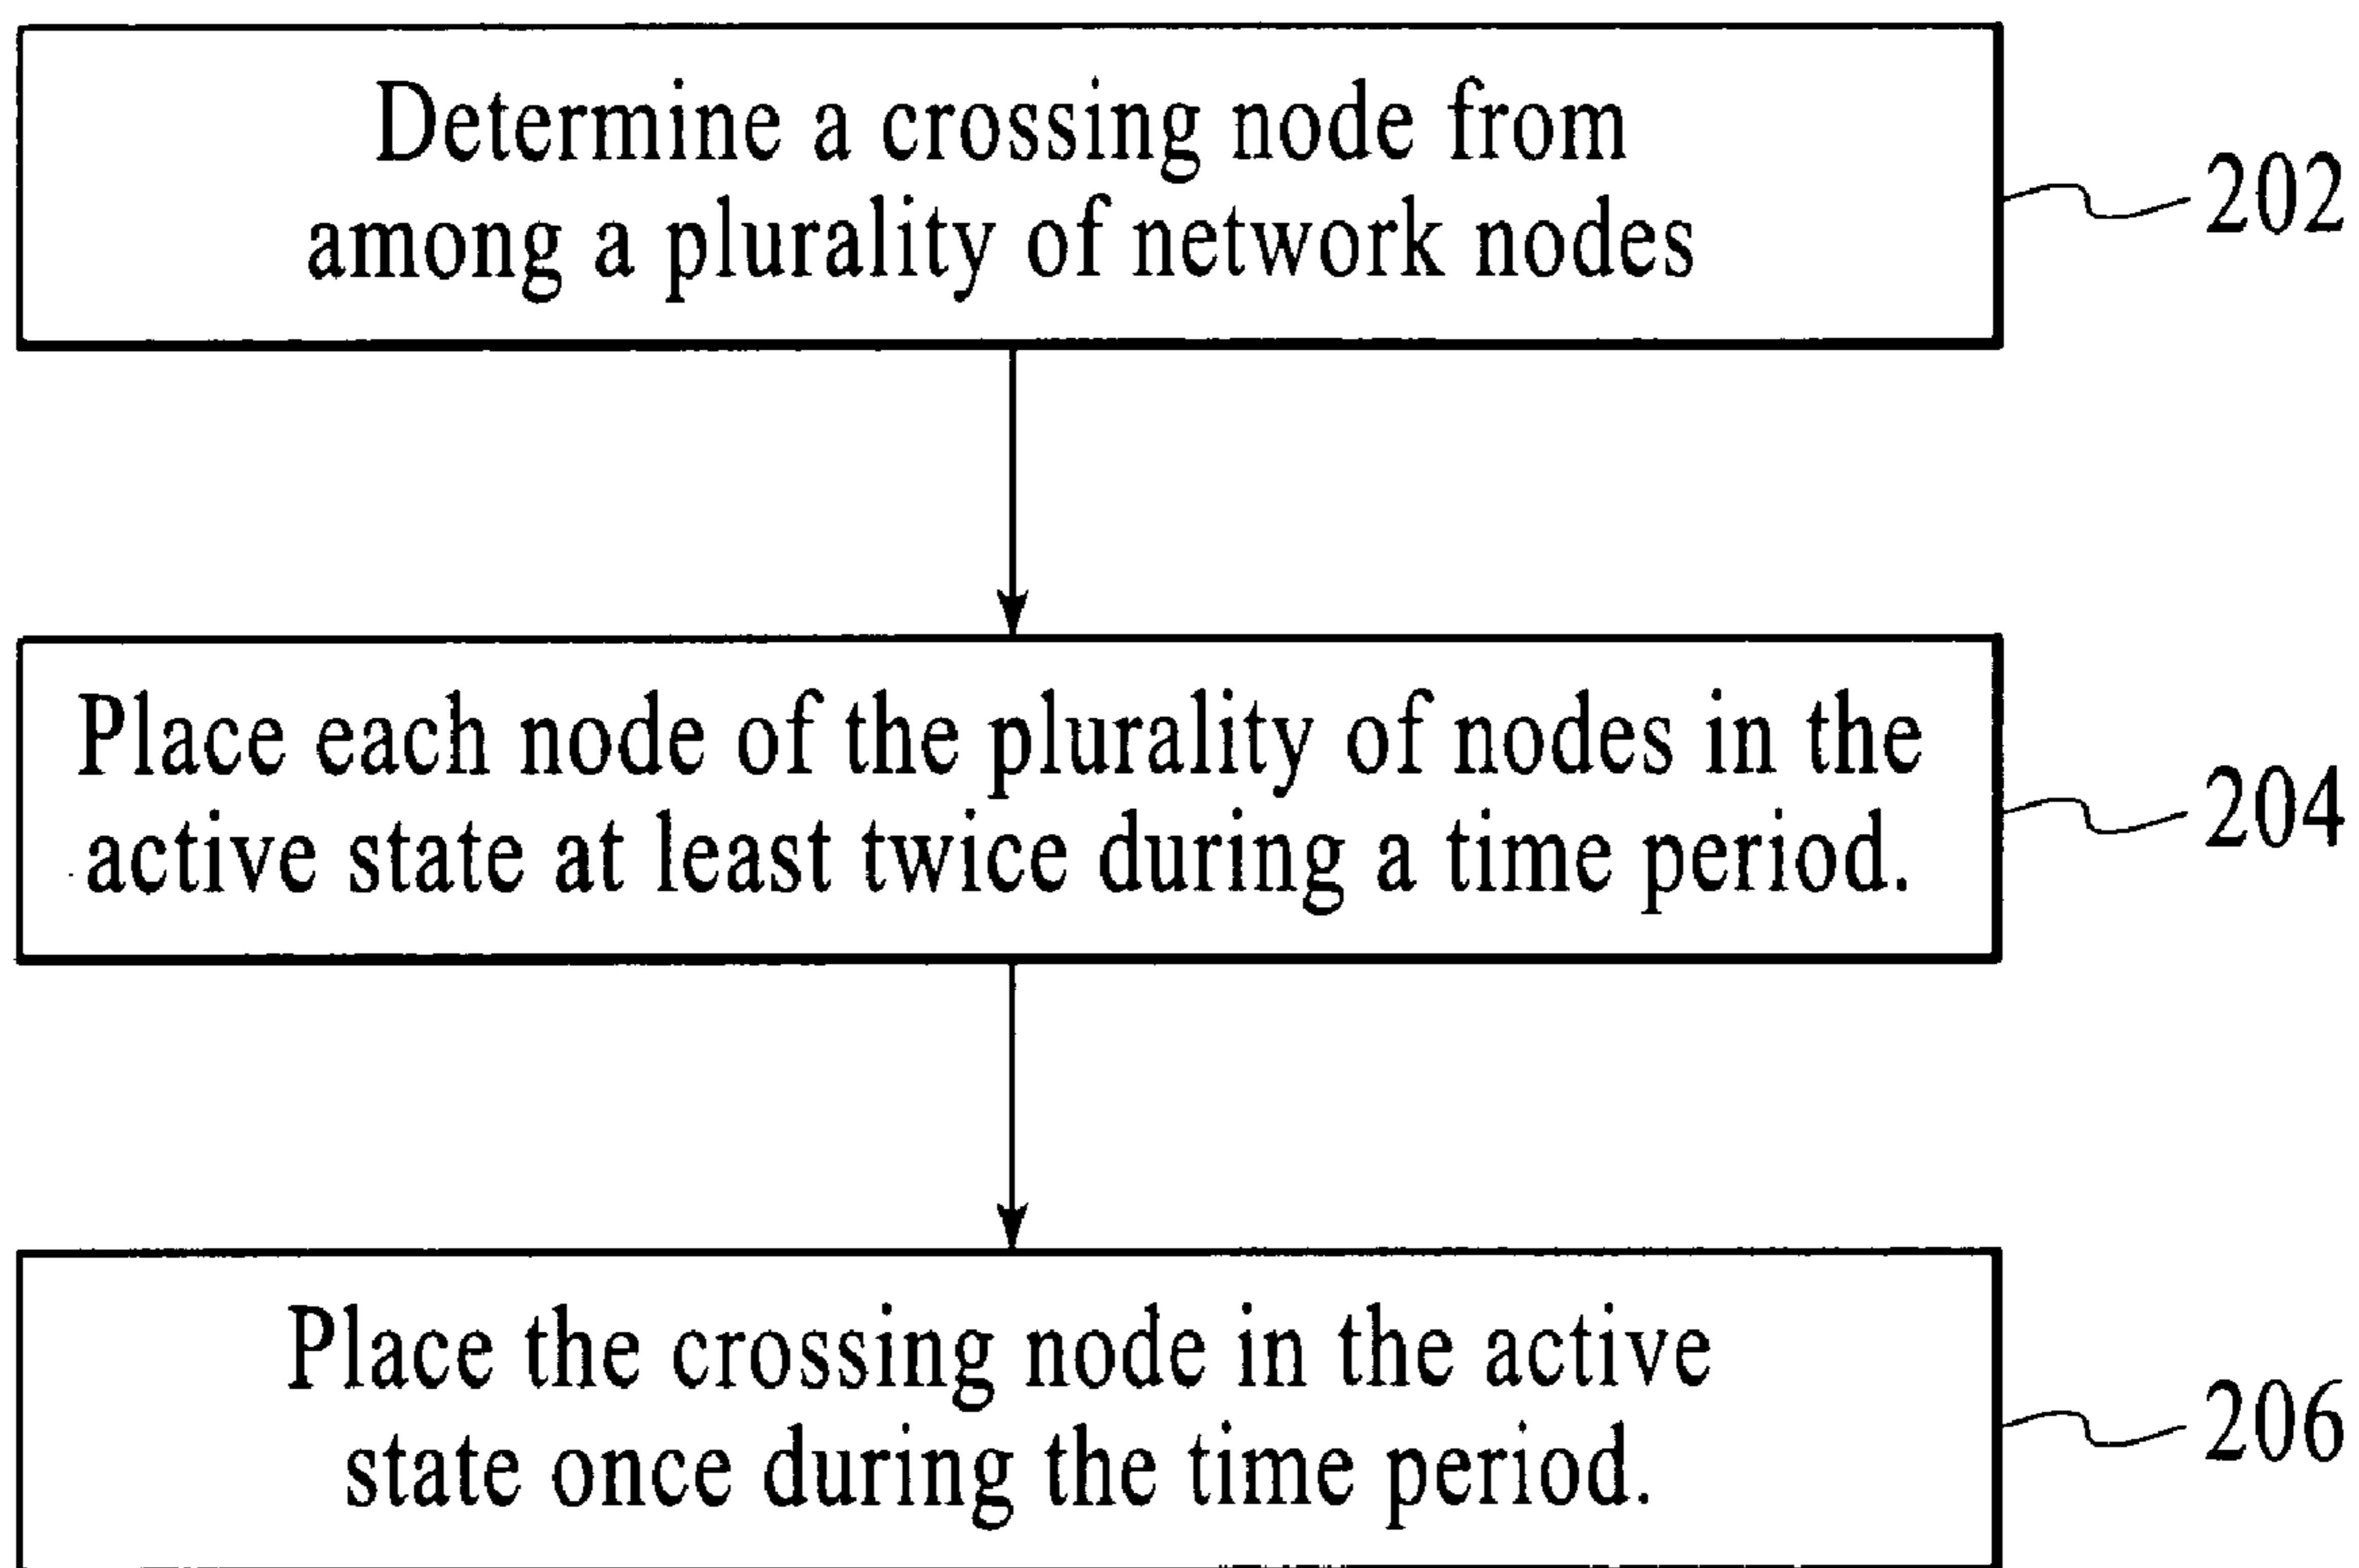 Determine a crossing node from
among a plurality of network nodes
202
Place each node of the plurality of nodes in the
active state at least twice during a time period.
204
Place the crossing node in the active
state once during the time period.
206